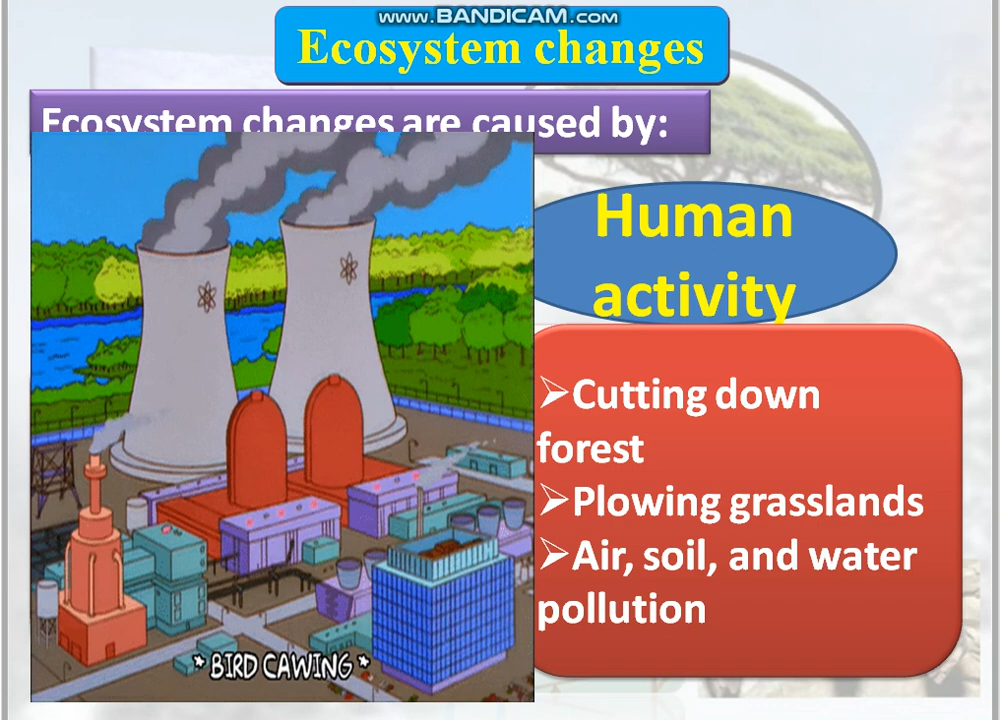 www.BANDICAM.com
Ecosystem changes
Ecosystem changes are caused by:
Human
activity
➢Cutting down
forest
➢Plowing grasslands
➢Air, soil, and water
pollution
* BIRD CAWING *